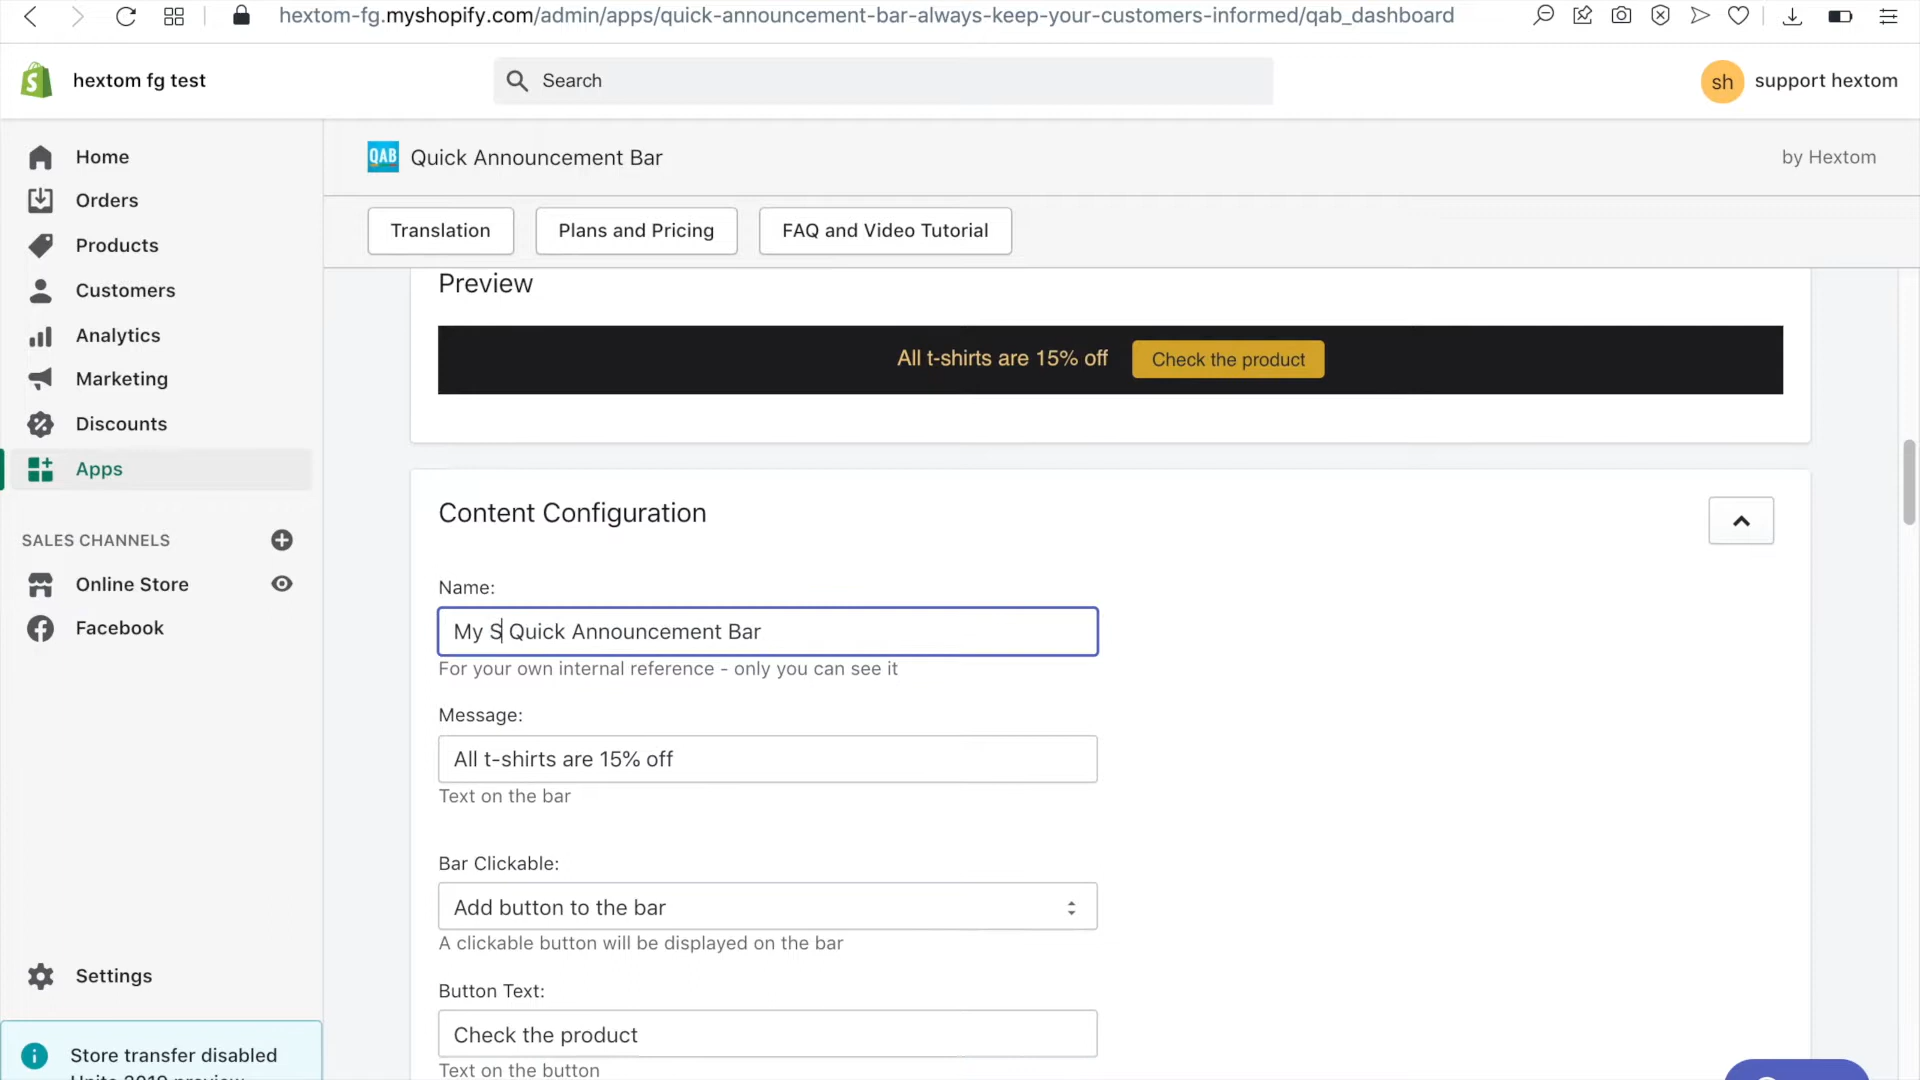 hextom-fg.myshopify.com/admin/apps/quick-announcement-bar-always-keep-your-customers-informed/qab_dashboard
hextom fg test
Search
sh support hextom
Home
Orders
Products
Customers
Analytics
Marketing
Discounts
Apps
SALES CHANNELS
Online Store
Facebook
Settings
Store transfer disabled
QAB Quick Announcement Bar
by Hextom
Translation
Plans and Pricing
FAQ and Video Tutorial
Preview
All t-shirts are 15% off Check the product
Content Configuration
Name:
My S Quick Announcement Bar
For your own internal reference - only you can see it
Message:
All t-shirts are 15% off
Text on the bar
Bar Clickable:
Add button to the bar
A clickable button will be displayed on the bar
Button Text:
Check the product
Text on the button